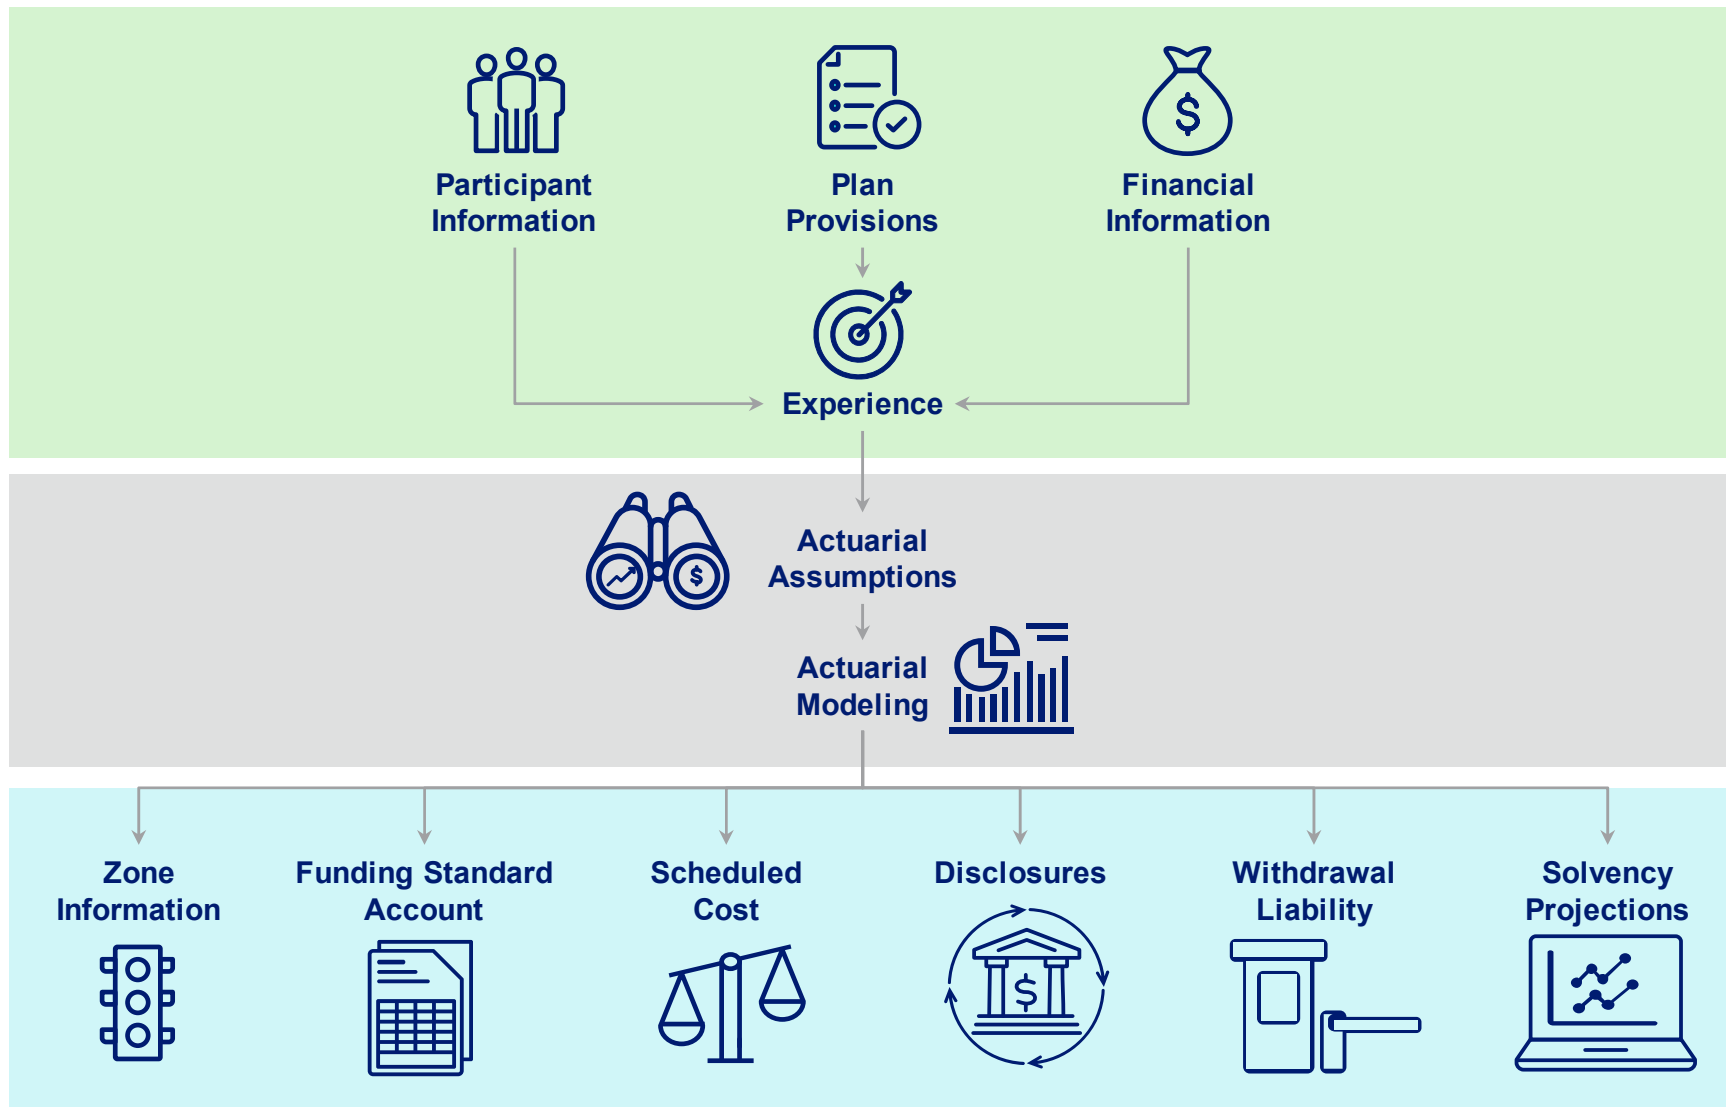 Participant
Information
Plan
Provisions
Financial
Information
$
Experience
Actuarial
Assumptions
$
Actuarial
Modeling
Zone
Information
Funding Standard
Account
Scheduled
Cost
Disclosures
Withdrawal
Liability
Solvency
Projections
$